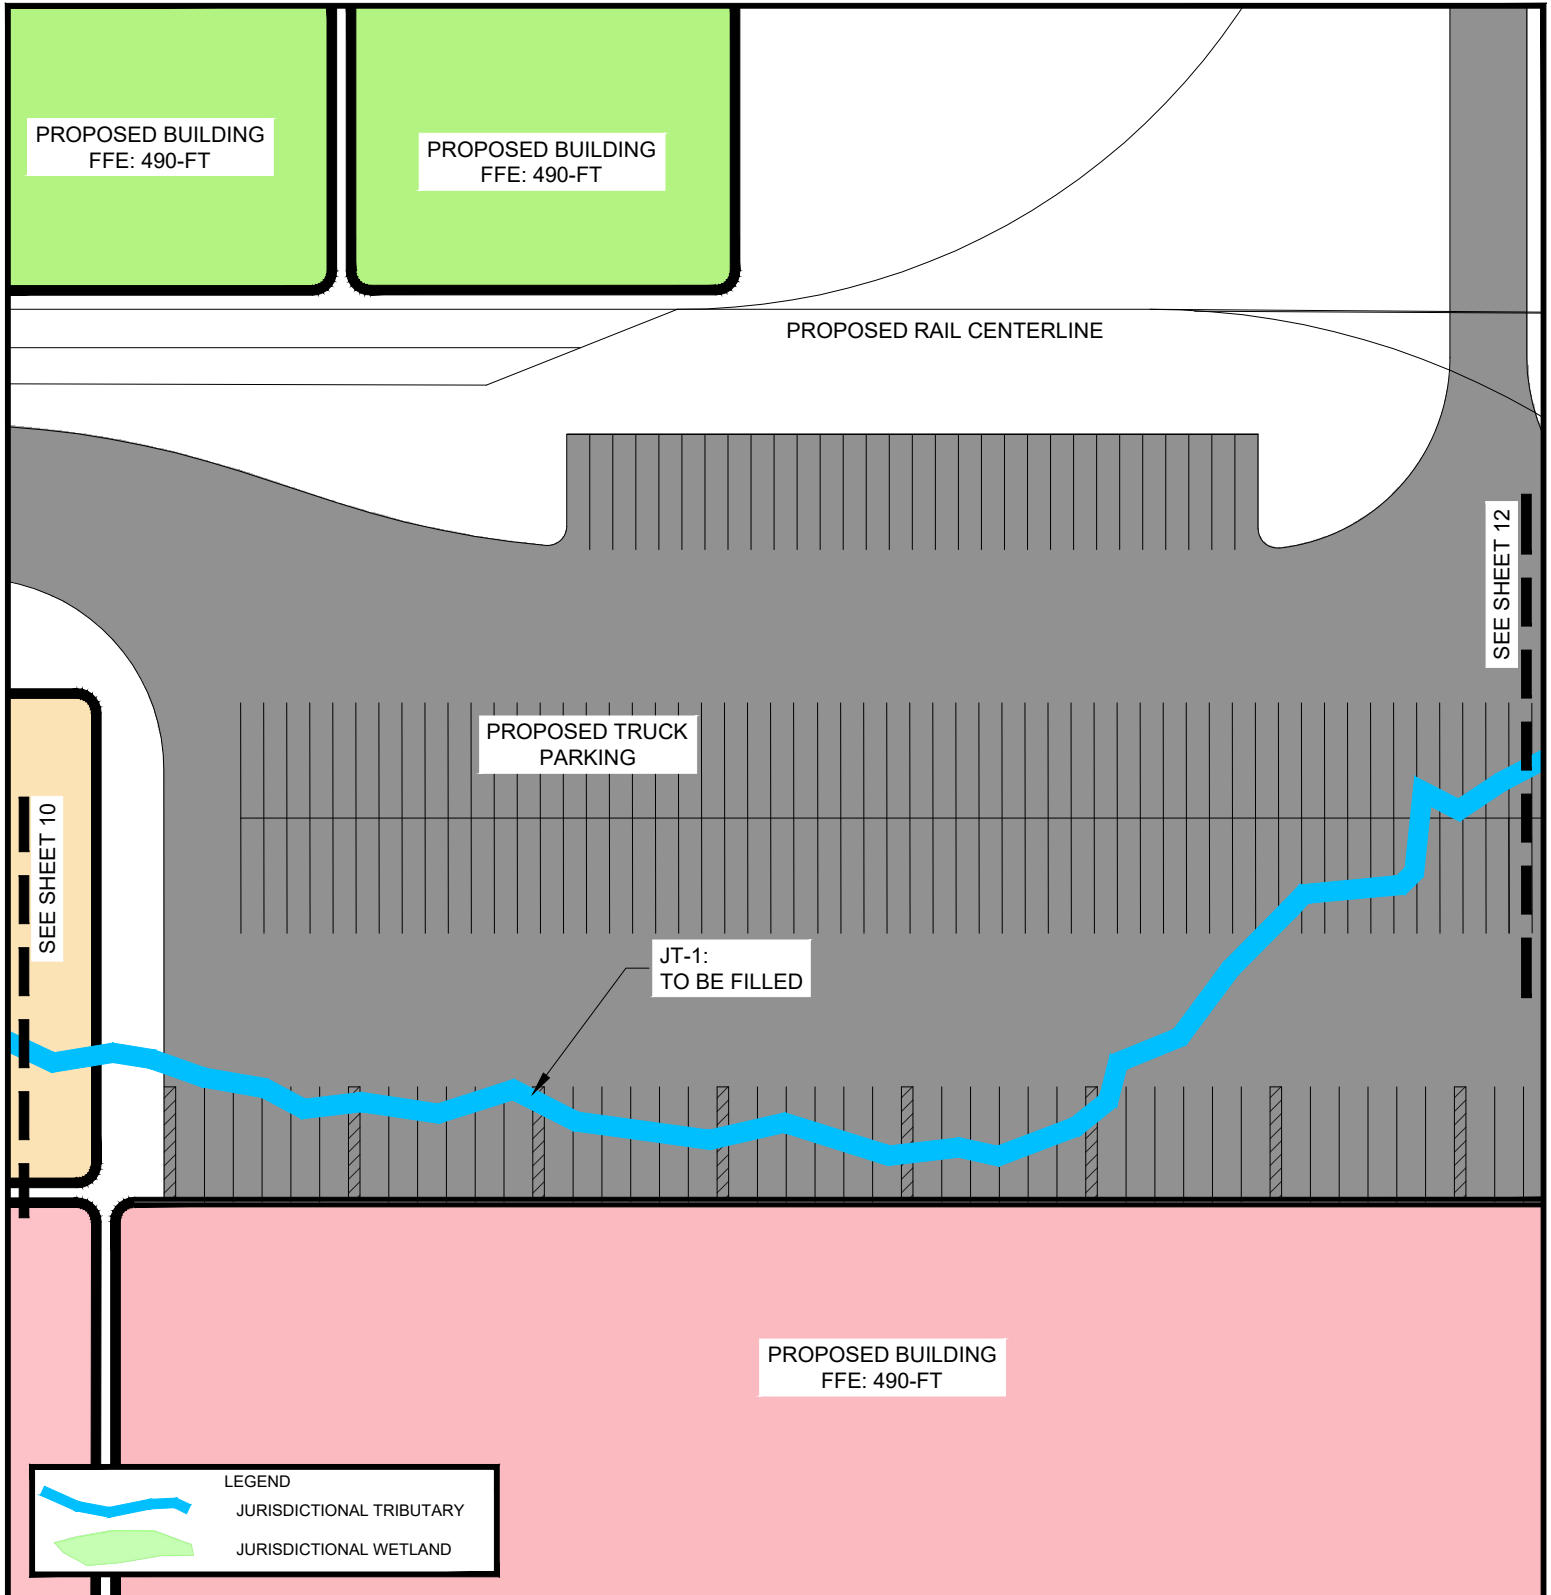 PROPOSED BUILDING
FFE: 490-FT
PROPOSED BUILDING
FFE: 490-FT
PROPOSED RAIL CENTERLINE
SEE SHEET 12
PROPOSED TRUCK
PARKING
SEE SHEET 10
JT-1:
TO BE FILLED
PROPOSED BUILDING
FFE: 490-FT
LEGEND
JURISDICTIONAL TRIBUTARY
JURISDICTIONAL WETLAND